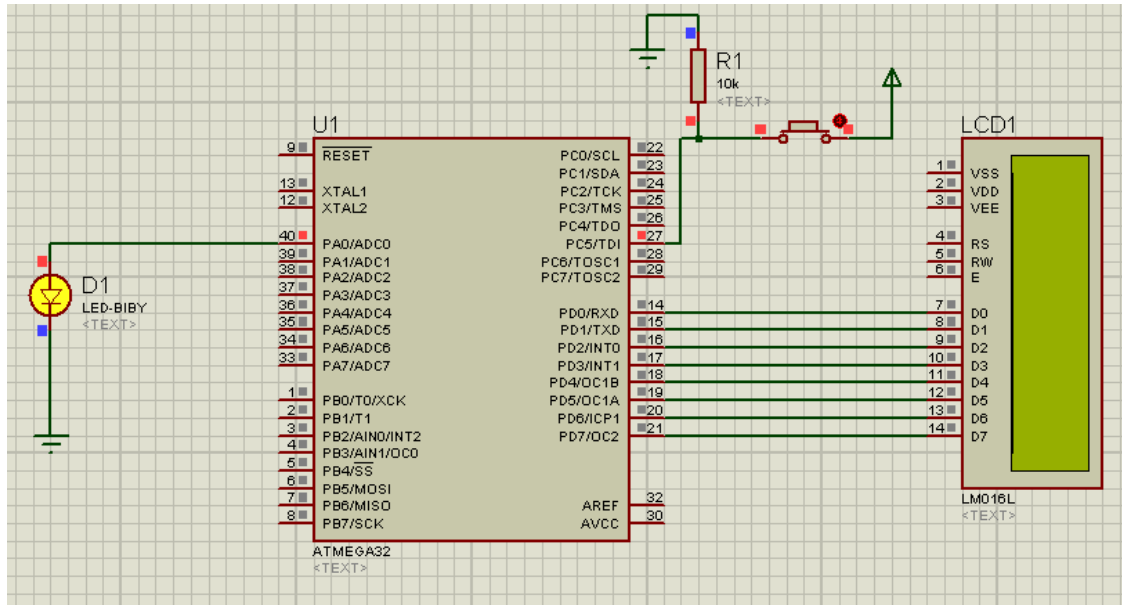 R1
10k
<TEXT>
U1
LCD1
9 RESET
13 XTAL1
12 XTAL2
40 PA0/ADC0
39 PA1/ADC1
38 PA2/ADC2
37 PA3/ADC3
36 PA4/ADC4
35 PA5/ADC5
34 PA6/ADC6
33 PA7/ADC7
1 PB0/T0/XCK
2 PB1/T1
3 PB2/AIN0/INT2
4 PB3/AIN1/OC0
5 PB4/SS
6 PB5/MOSI
7 PB6/MISO
8 PB7/SCK
PC0/SCL 22
PC1/SDA 23
PC2/TCK 24
PC3/TMS 25
PC4/TDO 26
PC5/TDI 27
PC6/TOSC1 28
PC7/TOSC2 29
PD0/RXD 14
PD1/TXD 15
PD2/INT0 16
PD3/INT1 17
PD4/OC1B 18
PD5/OC1A 19
PD6/ICP1 20
PD7/OC2 21
AREF 32
AVCC 30
ATMEGA32
<TEXT>
D1
LED-BIBY
<TEXT>
1 VSS
2 VDD
3 VEE
4 RS
5 RW
6 E
7 D0
8 D1
9 D2
10 D3
11 D4
12 D5
13 D6
14 D7
LM016L
<TEXT>